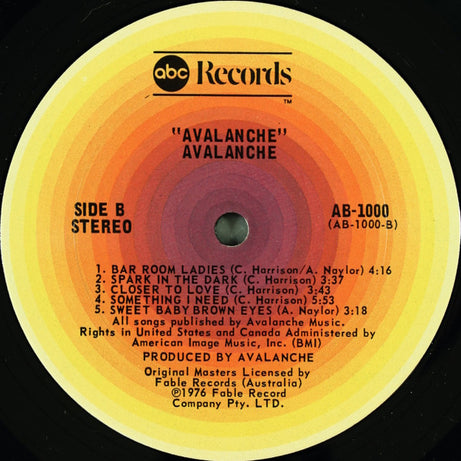 abc Records
TM
"AVALANCHE"
AVALANCHE
SIDE B
STEREO
AB-1000
(AB-1000-B)
1. BAR ROOM LADIES (C. Harrison/A. Naylor) 4:16
2. SPARK IN THE DARK (C. Harrison) 3:37
3. CLOSER TO LOVE (C. Harrison) 3:43
4. SOMETHING I NEED (C. Harrison) 5:53
5. SWEET BABY BROWN EYES (A. Naylor) 3:18
All songs published by Avalanche Music.
Rights in United States and Canada Administered by
American Image Music, Inc. (BMI)
PRODUCED BY AVALANCHE
Original Masters Licensed by
Fable Records (Australia)
℗1976 Fable Record
Company Pty. LTD.